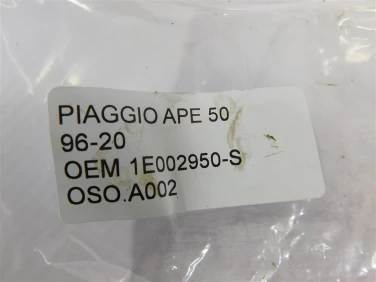 PIAGGIO APE 50
96-20
OEM 1E002950-S
OSO.A002